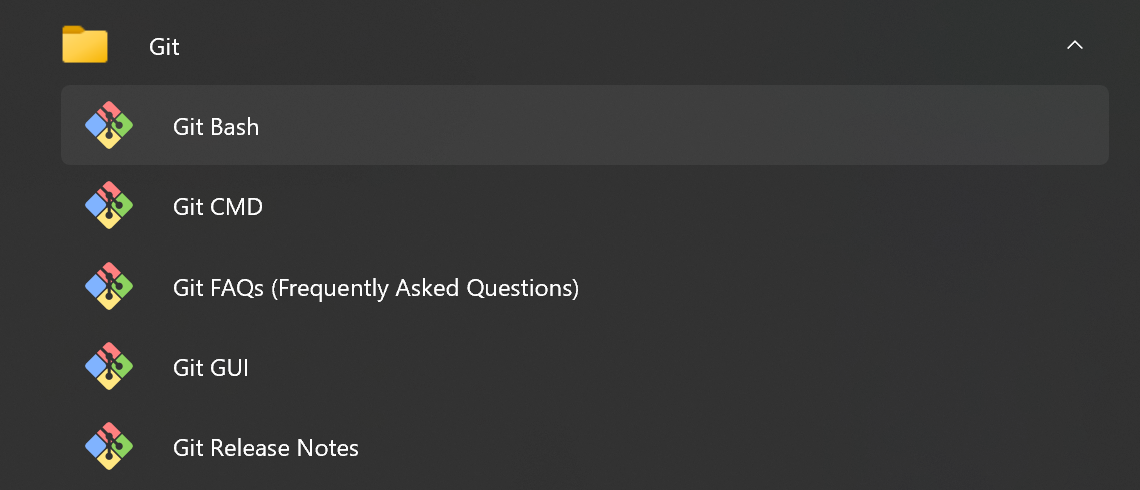 Git
Git Bash
Git CMD
Git FAQs (Frequently Asked Questions)
Git GUI
Git Release Notes